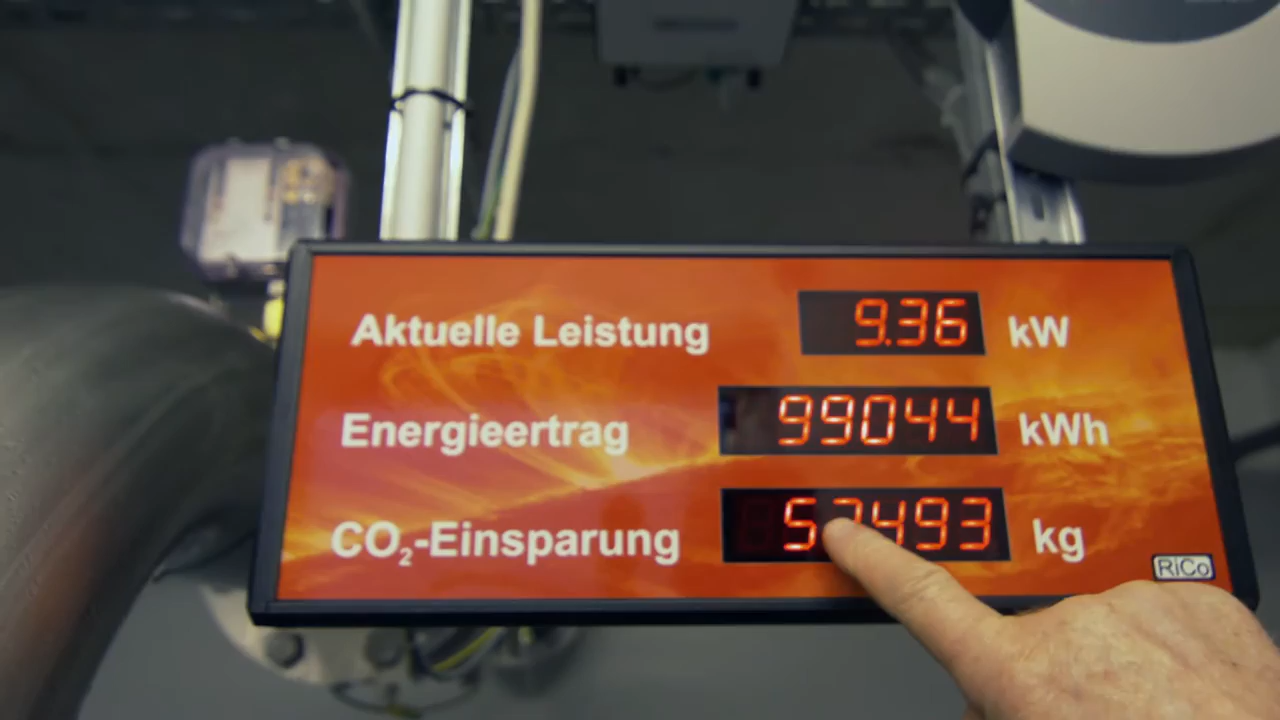 Aktuelle Leistung 9.36 kW
Energieertrag 99044 kWh
CO₂-Einsparung kg
RiCo